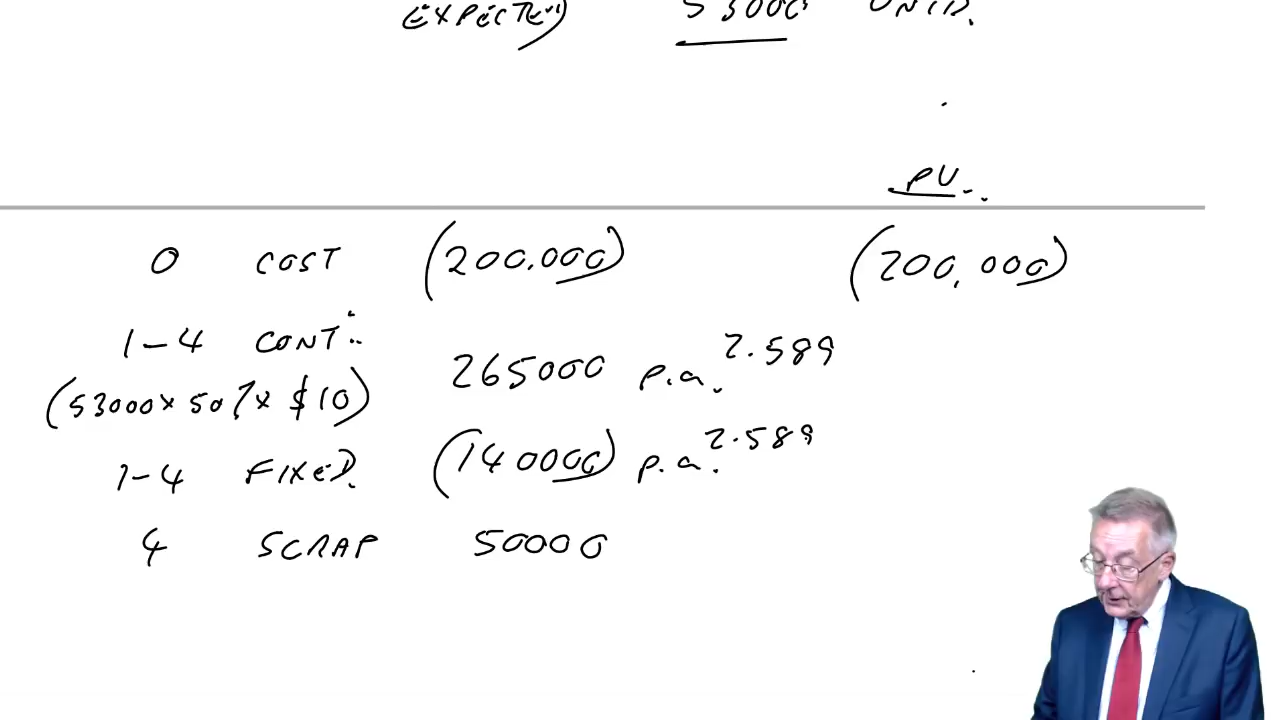 EXPECTED 53000 UNITS.
PV.
0 COST (200,000) (200,000)
1-4 CONT:. 265000 p.a. 2.589
(53000 x 50% x $10)
1-4 FIXED. (140000) p.a. 2.589
4 SCRAP 50000